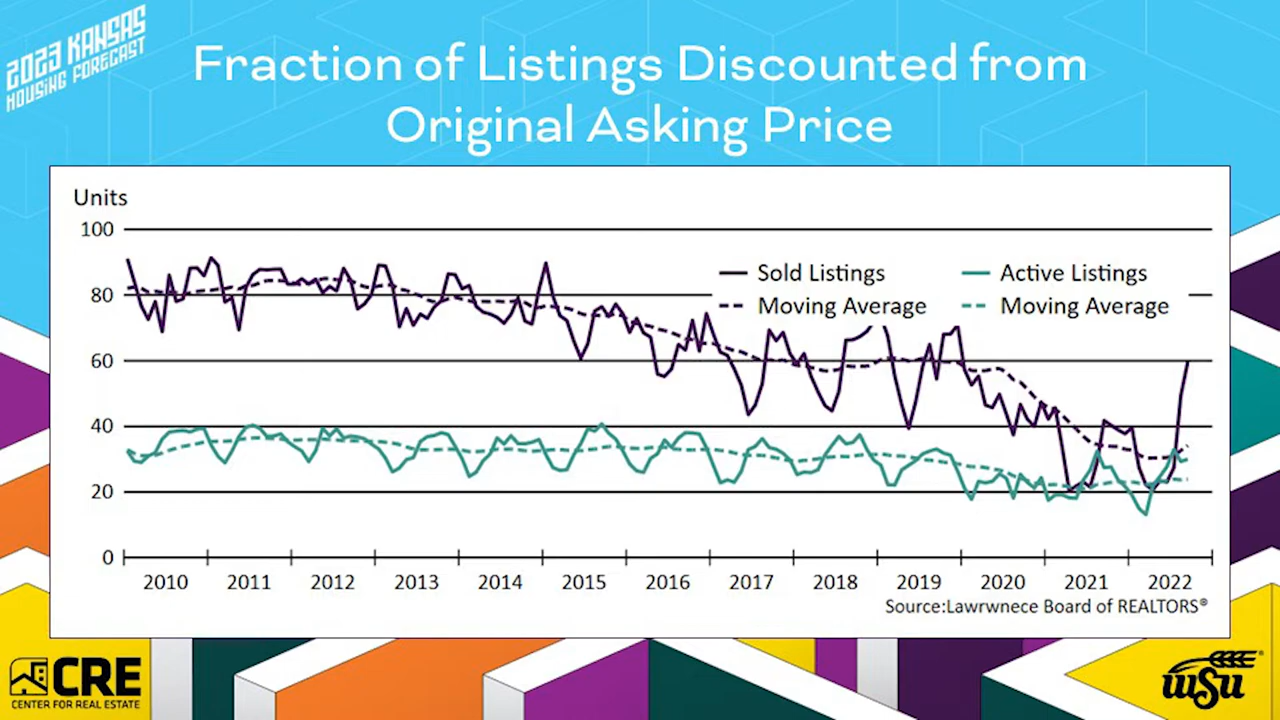 2023 KANSAS
HOUSING FORECAST
Fraction of Listings Discounted from
Original Asking Price
Units
100
80
60
40
20
0
Sold Listings
Active Listings
Moving Average
Moving Average
2010 2011 2012 2013 2014 2015 2016 2017 2018 2019 2020 2021 2022
Source:Lawrwnece Board of REALTORS®
CRE
CENTER FOR REAL ESTATE
WSU®